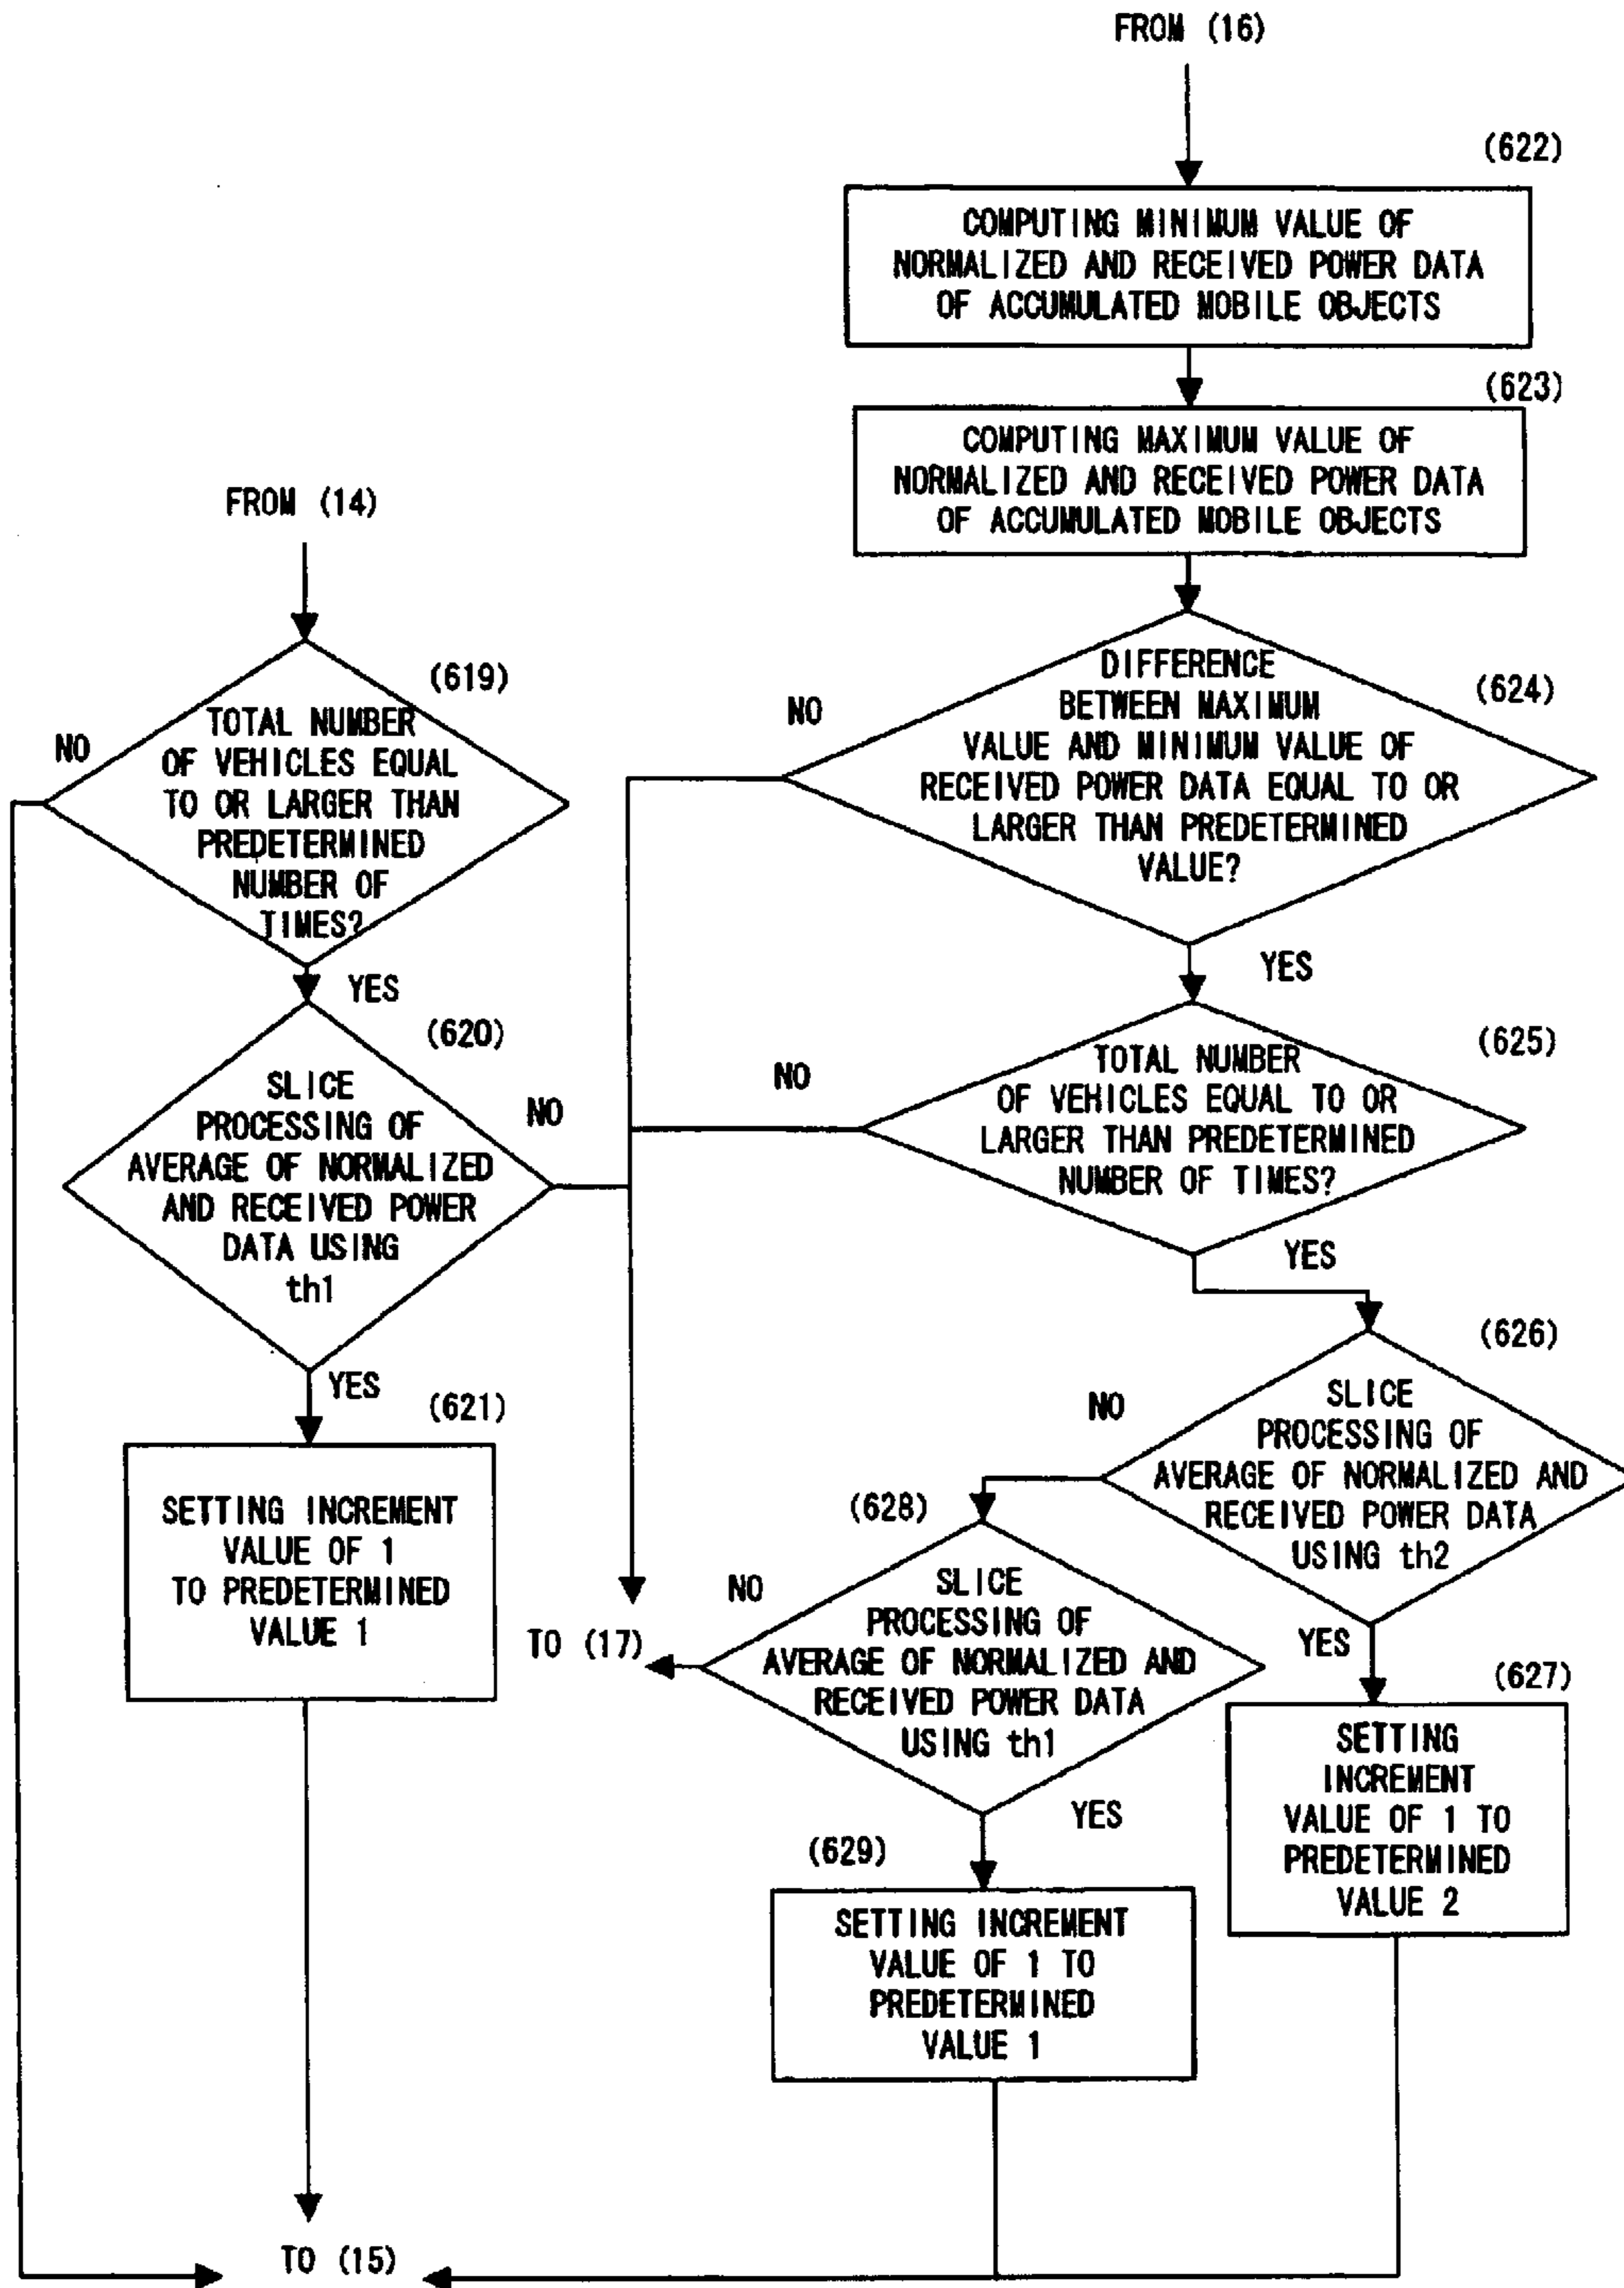 FROM (16)
(622)
COMPUTING MINIMUM VALUE OF
NORMALIZED AND RECEIVED POWER DATA
OF ACCUMULATED MOBILE OBJECTS
(623)
COMPUTING MAXIMUM VALUE OF
NORMALIZED AND RECEIVED POWER DATA
OF ACCUMULATED MOBILE OBJECTS
FROM (14)
(619)
NO
TOTAL NUMBER
OF VEHICLES EQUAL
TO OR LARGER THAN
PREDETERMINED
NUMBER OF
TIMES?
YES
(624)
NO
DIFFERENCE
BETWEEN MAXIMUM
VALUE AND MINIMUM VALUE OF
RECEIVED POWER DATA EQUAL TO OR
LARGER THAN PREDETERMINED
VALUE?
YES
(620)
SLICE
PROCESSING OF
AVERAGE OF NORMALIZED
AND RECEIVED POWER
DATA USING
th1
NO
YES
(625)
NO
TOTAL NUMBER
OF VEHICLES EQUAL TO OR
LARGER THAN PREDETERMINED
NUMBER OF TIMES?
YES
(621)
SETTING INCREMENT
VALUE OF 1
TO PREDETERMINED
VALUE 1
(626)
NO
SLICE
PROCESSING OF
AVERAGE OF NORMALIZED AND
RECEIVED POWER DATA
USING th2
YES
(628)
NO
SLICE
PROCESSING OF
AVERAGE OF NORMALIZED AND
RECEIVED POWER DATA
USING th1
YES
TO (17)
(627)
SETTING
INCREMENT
VALUE OF 1 TO
PREDETERMINED
VALUE 2
(629)
SETTING INCREMENT
VALUE OF 1 TO
PREDETERMINED
VALUE 1
TO (15)